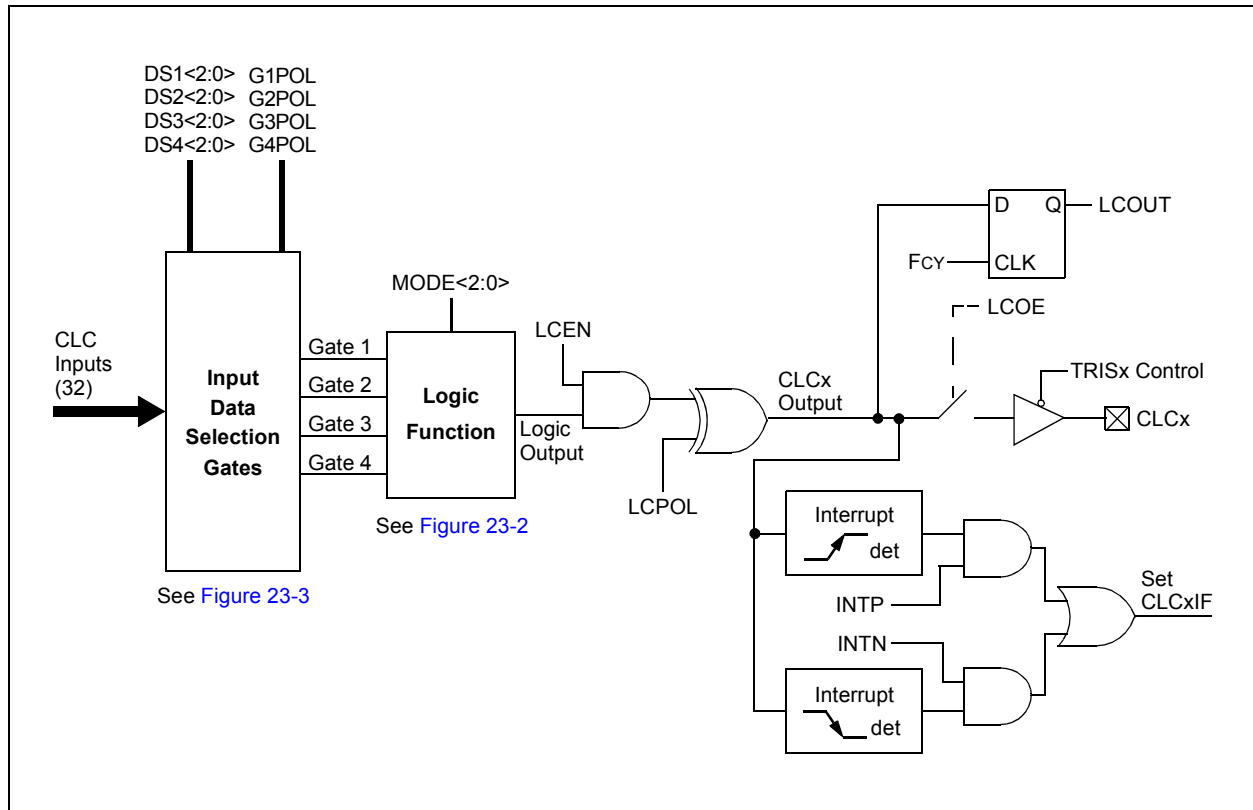 DS1<2:0> G1POL
DS2<2:0> G2POL
DS3<2:0> G3POL
DS4<2:0> G4POL
D Q LCOUT
FCY CLK
MODE<2:0>
LCOE
LCEN
CLC
Inputs
(32)
Input
Data
Selection
Gates
Gate 1
Gate 2
Gate 3
Gate 4
Logic
Function
Logic
Output
CLCx
Output
TRISx Control
CLCx
LCPOL
See Figure 23-2
See Figure 23-3
Interrupt
det
INTP
Set
CLCxIF
INTN
Interrupt
det